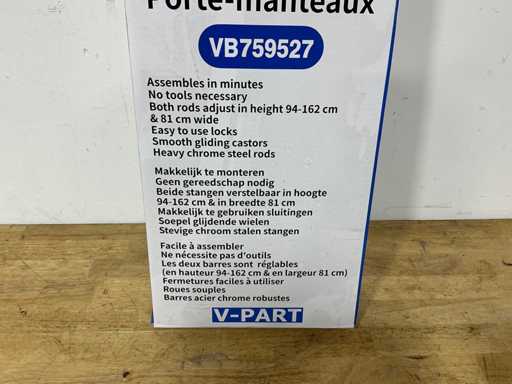 Porte-manteaux
VB759527
Assembles in minutes
No tools necessary
Both rods adjust in height 94-162 cm
& 81 cm wide
Easy to use locks
Smooth gliding castors
Heavy chrome steel rods
Makkelijk te monteren
Geen gereedschap nodig
Beide stangen verstelbaar in hoogte
94-162 cm & in breedte 81 cm
Makkelijk te gebruiken sluitingen
Soepel glijdende wielen
Stevige chroom stalen stangen
Facile à assembler
Ne nécessite pas d'outils
Les deux barres sont réglables
(en hauteur 94-162 cm & en largeur 81 cm)
Fermetures faciles à utiliser
Roues souples
Barres acier chrome robustes
V-PART